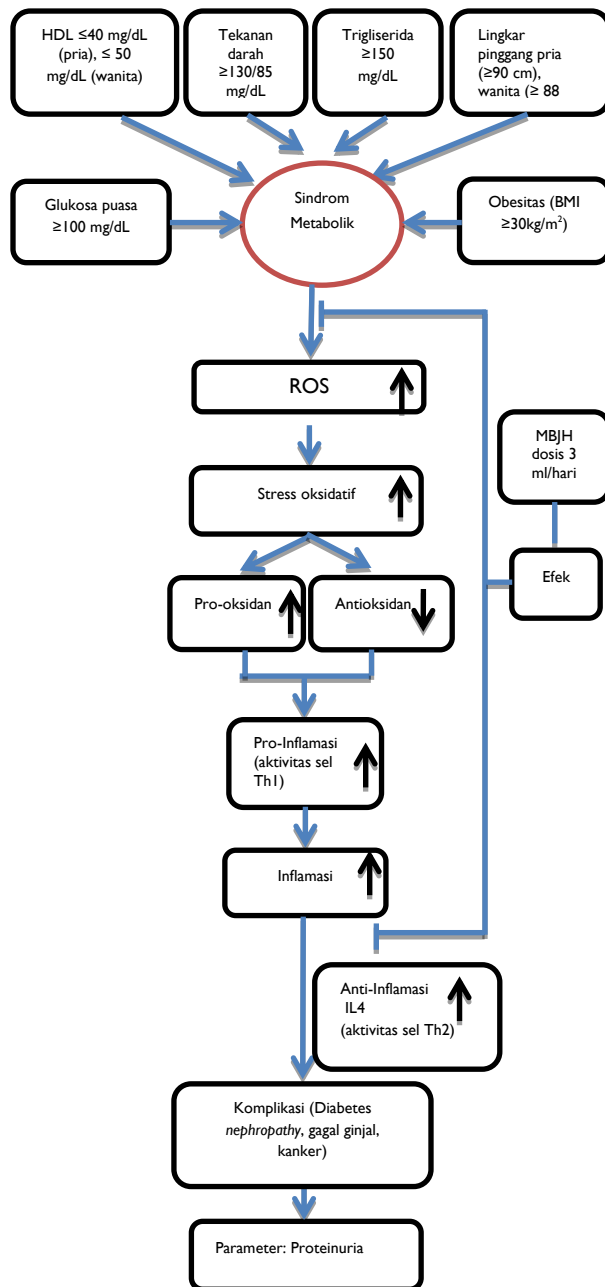 HDL ≤40 mg/dL
(pria), ≤ 50
mg/dL (wanita)
Tekanan
darah
≥130/85
mg/dL
Trigliserida
≥150
mg/dL
Lingkar
pinggang pria
(≥90 cm),
wanita (≥ 88
Glukosa puasa
≥100 mg/dL
Sindrom
Metabolik
Obesitas (BMI
≥30kg/m²)
ROS
MBJH
dosis 3
ml/hari
Stress oksidatif
Efek
Pro-oksidan
Antioksidan
Pro-Inflamasi
(aktivitas sel
Th1)
Inflamasi
Anti-Inflamasi
IL4
(aktivitas sel Th2)
Komplikasi (Diabetes
nephropathy, gagal ginjal,
kanker)
Parameter: Proteinuria